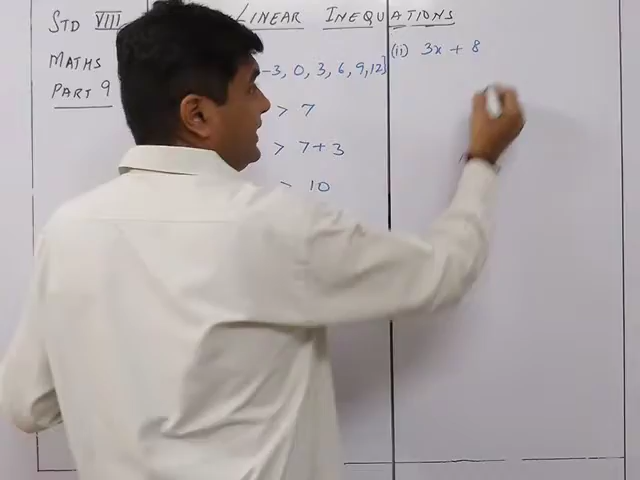 STD VIII LINEAR INEQUATIONS
MATHS
PART 9
-3, 0, 3, 6, 9, 12}
> 7
> 7+3
> 10
(ii) 3x + 8